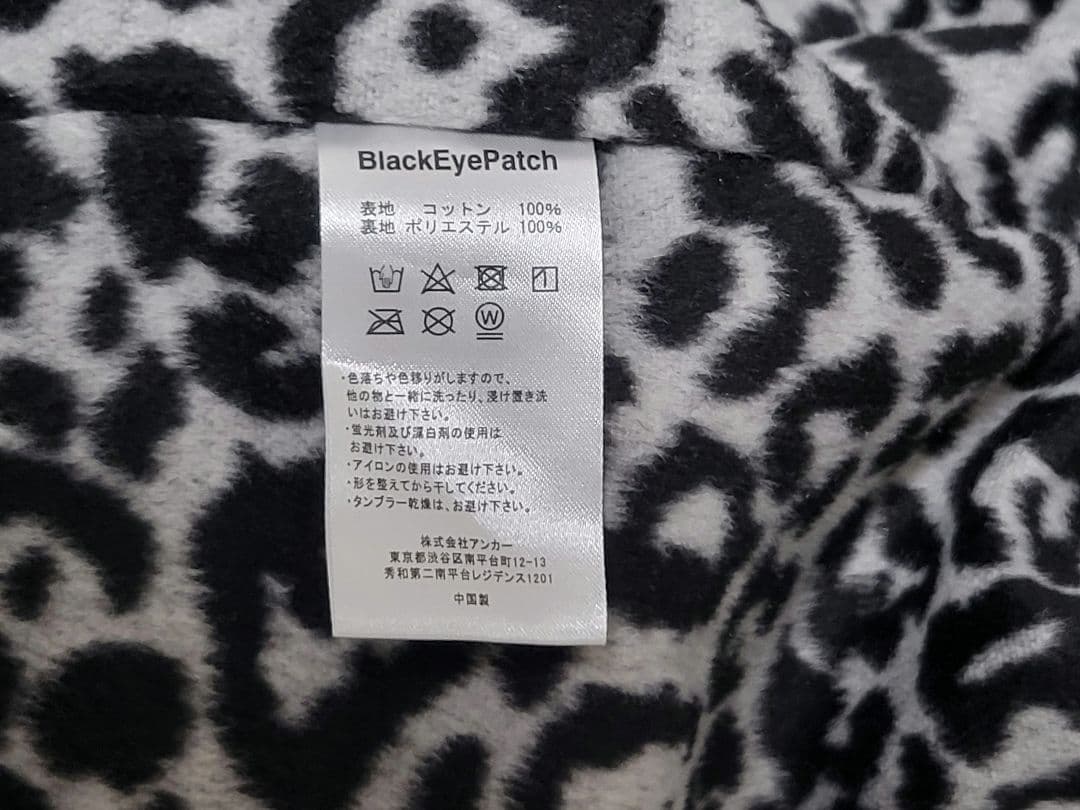 BlackEyePatch
表地 コットン 100%
裏地 ポリエステル 100%
W
・色落ちや色移りがしますので、
他の物と一緒に洗ったり、浸け置き洗
いはお避け下さい。
・蛍光剤及び漂白剤の使用は
お避け下さい。
・アイロンの使用はお避け下さい。
・形を整えてから干してください。
・タンブラー乾燥は、お避け下さい。
株式会社アンカー
東京都渋谷区南平台町12-13
秀和第二南平台レジデンス1201
中国製